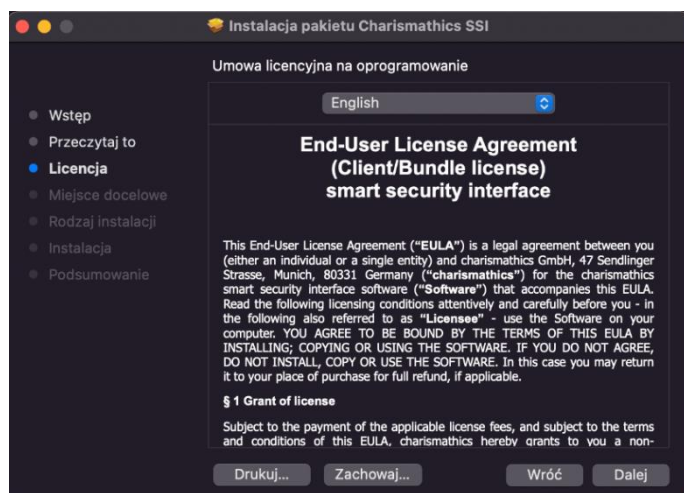 Instalacja pakietu Charismathics SSI
Umowa licencyjna na oprogramowanie
English
Wstęp
Przeczytaj to
Licencja
Miejsce docelowe
Rodzaj instalacji
Instalacja
Podsumowanie
End-User License Agreement
(Client/Bundle license)
smart security interface
This End-User License Agreement (“EULA”) is a legal agreement between you
(either an individual or a single entity) and charismathics GmbH, 47 Sendlinger
Strasse, Munich, 80331 Germany (“charismathics”) for the charismathics
smart security interface software (“Software”) that accompanies this EULA.
Read the following licensing conditions attentively and carefully before you - in
the following also referred to as “Licensee” - use the Software on your
computer. YOU AGREE TO BE BOUND BY THE TERMS OF THIS EULA BY
INSTALLING; COPYING OR USING THE SOFTWARE. IF YOU DO NOT AGREE,
DO NOT INSTALL, COPY OR USE THE SOFTWARE. In this case you may return
it to your place of purchase for full refund, if applicable.
§ 1 Grant of license
Subject to the payment of the applicable license fees, and subject to the terms
and conditions of this EULA, charismathics hereby grants to you a non-
Drukuj... Zachowaj... Wróć Dalej